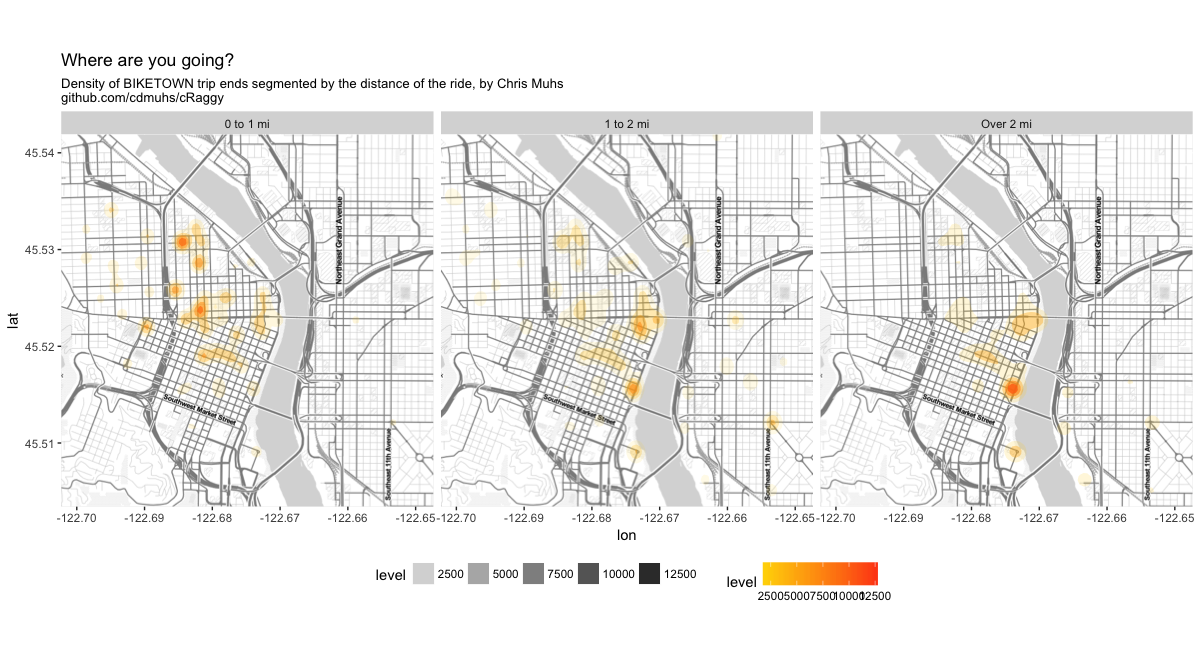 Where are you going?
Density of BIKETOWN trip ends segmented by the distance of the ride, by Chris Muhs
github.com/cdmuhs/cRaggy
0 to 1 mi
1 to 2 mi
Over 2 mi
45.54
45.53
45.52
45.51
lat
Northeast Grand Avenue
Southwest Market Street
Southeast 11th Avenue
Northeast Grand Avenue
Southwest Market Street
Southeast 11th Avenue
Northeast Grand Avenue
Southwest Market Street
Southeast 11th Avenue
-122.70 -122.69 -122.68 -122.67 -122.66 -122.65
-122.70 -122.69 -122.68 -122.67 -122.66 -122.65
-122.70 -122.69 -122.68 -122.67 -122.66 -122.65
lon
level 2500 5000 7500 10000 12500
level
2500 5000 7500 10000 12500